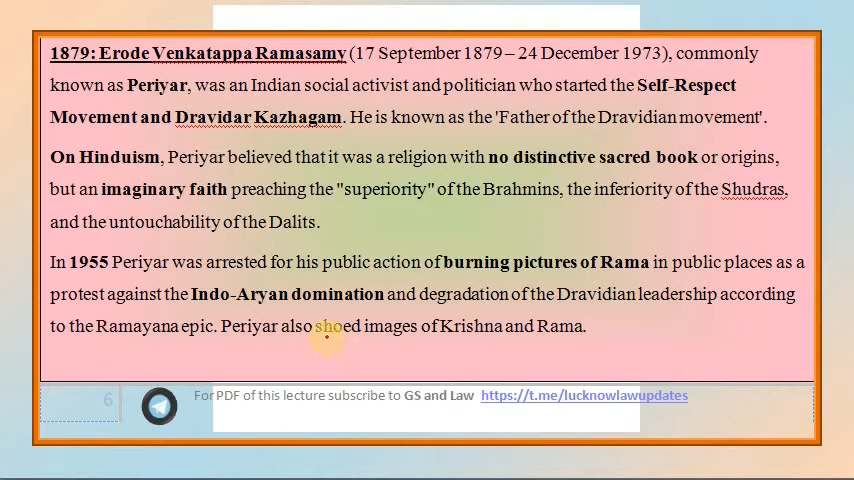 1879: Erode Venkatappa Ramasamy (17 September 1879 – 24 December 1973), commonly
known as Periyar, was an Indian social activist and politician who started the Self-Respect
Movement and Dravidar Kazhagam. He is known as the 'Father of the Dravidian movement'.
On Hinduism, Periyar believed that it was a religion with no distinctive sacred book or origins,
but an imaginary faith preaching the "superiority" of the Brahmins, the inferiority of the Shudras,
and the untouchability of the Dalits.
In 1955 Periyar was arrested for his public action of burning pictures of Rama in public places as a
protest against the Indo-Aryan domination and degradation of the Dravidian leadership according
to the Ramayana epic. Periyar also shoed images of Krishna and Rama.
6
For PDF of this lecture subscribe to GS and Law https://t.me/lucknowlawupdates